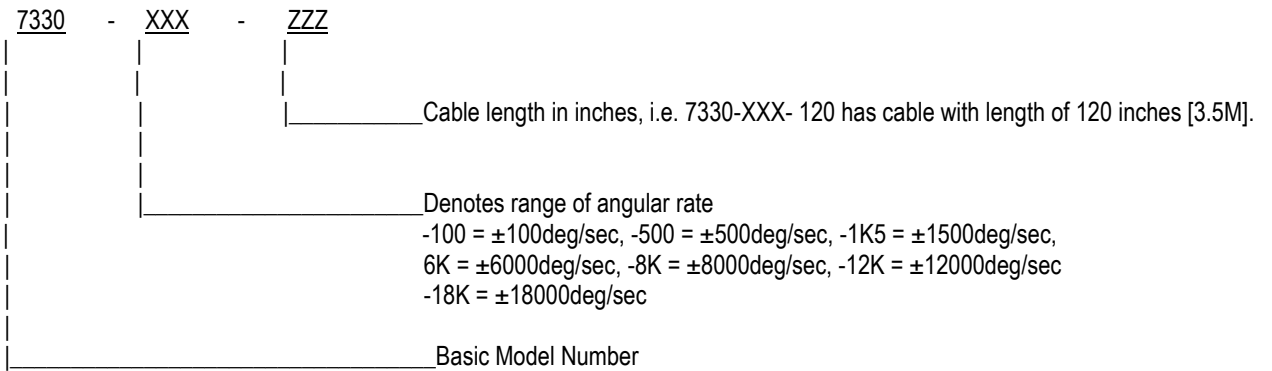 7330 - XXX - ZZZ
Cable length in inches, i.e. 7330-XXX- 120 has cable with length of 120 inches [3.5M].
Denotes range of angular rate
-100 = ±100deg/sec, -500 = ±500deg/sec, -1K5 = ±1500deg/sec,
6K = ±6000deg/sec, -8K = ±8000deg/sec, -12K = ±12000deg/sec
-18K = ±18000deg/sec
Basic Model Number